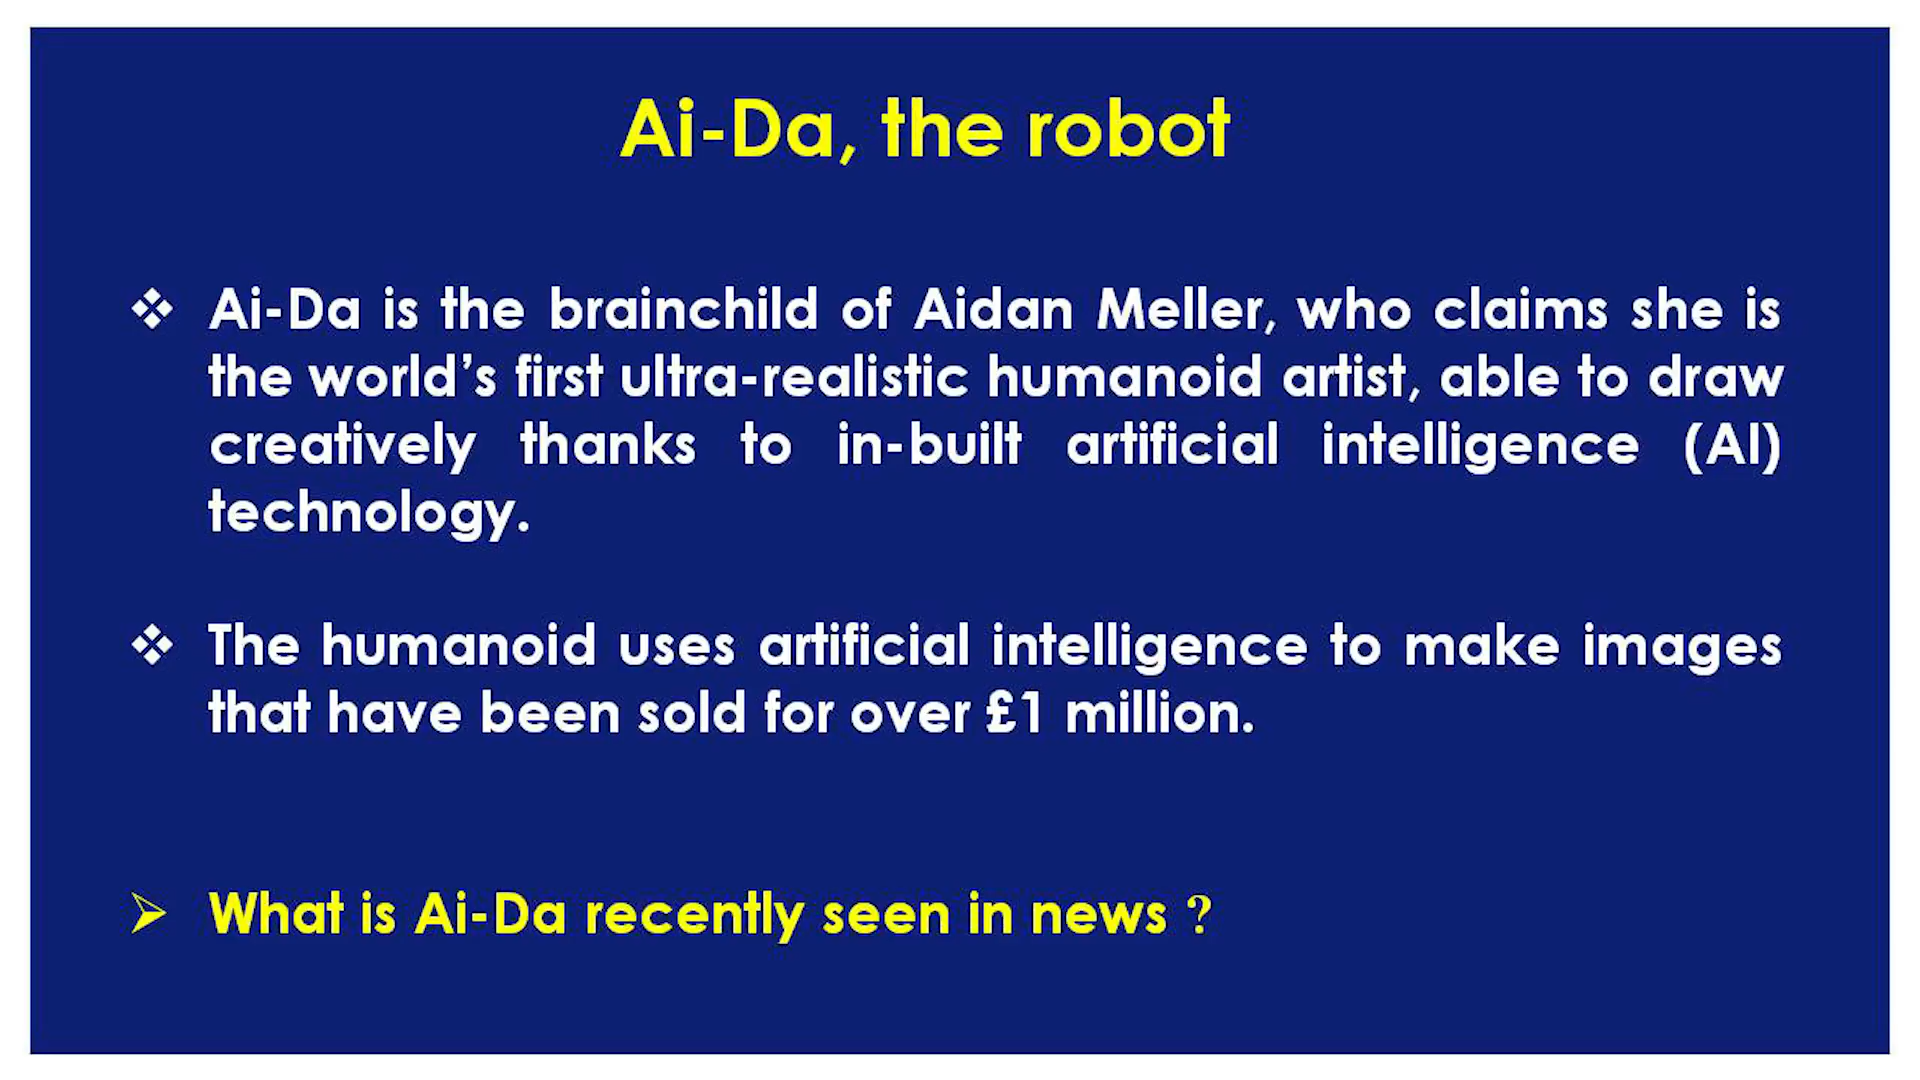 Ai-Da, the robot
❖ Ai-Da is the brainchild of Aidan Meller, who claims she is
the world’s first ultra-realistic humanoid artist, able to draw
creatively thanks to in-built artificial intelligence (AI)
technology.
❖ The humanoid uses artificial intelligence to make images
that have been sold for over £1 million.
➢ What is Ai-Da recently seen in news ?